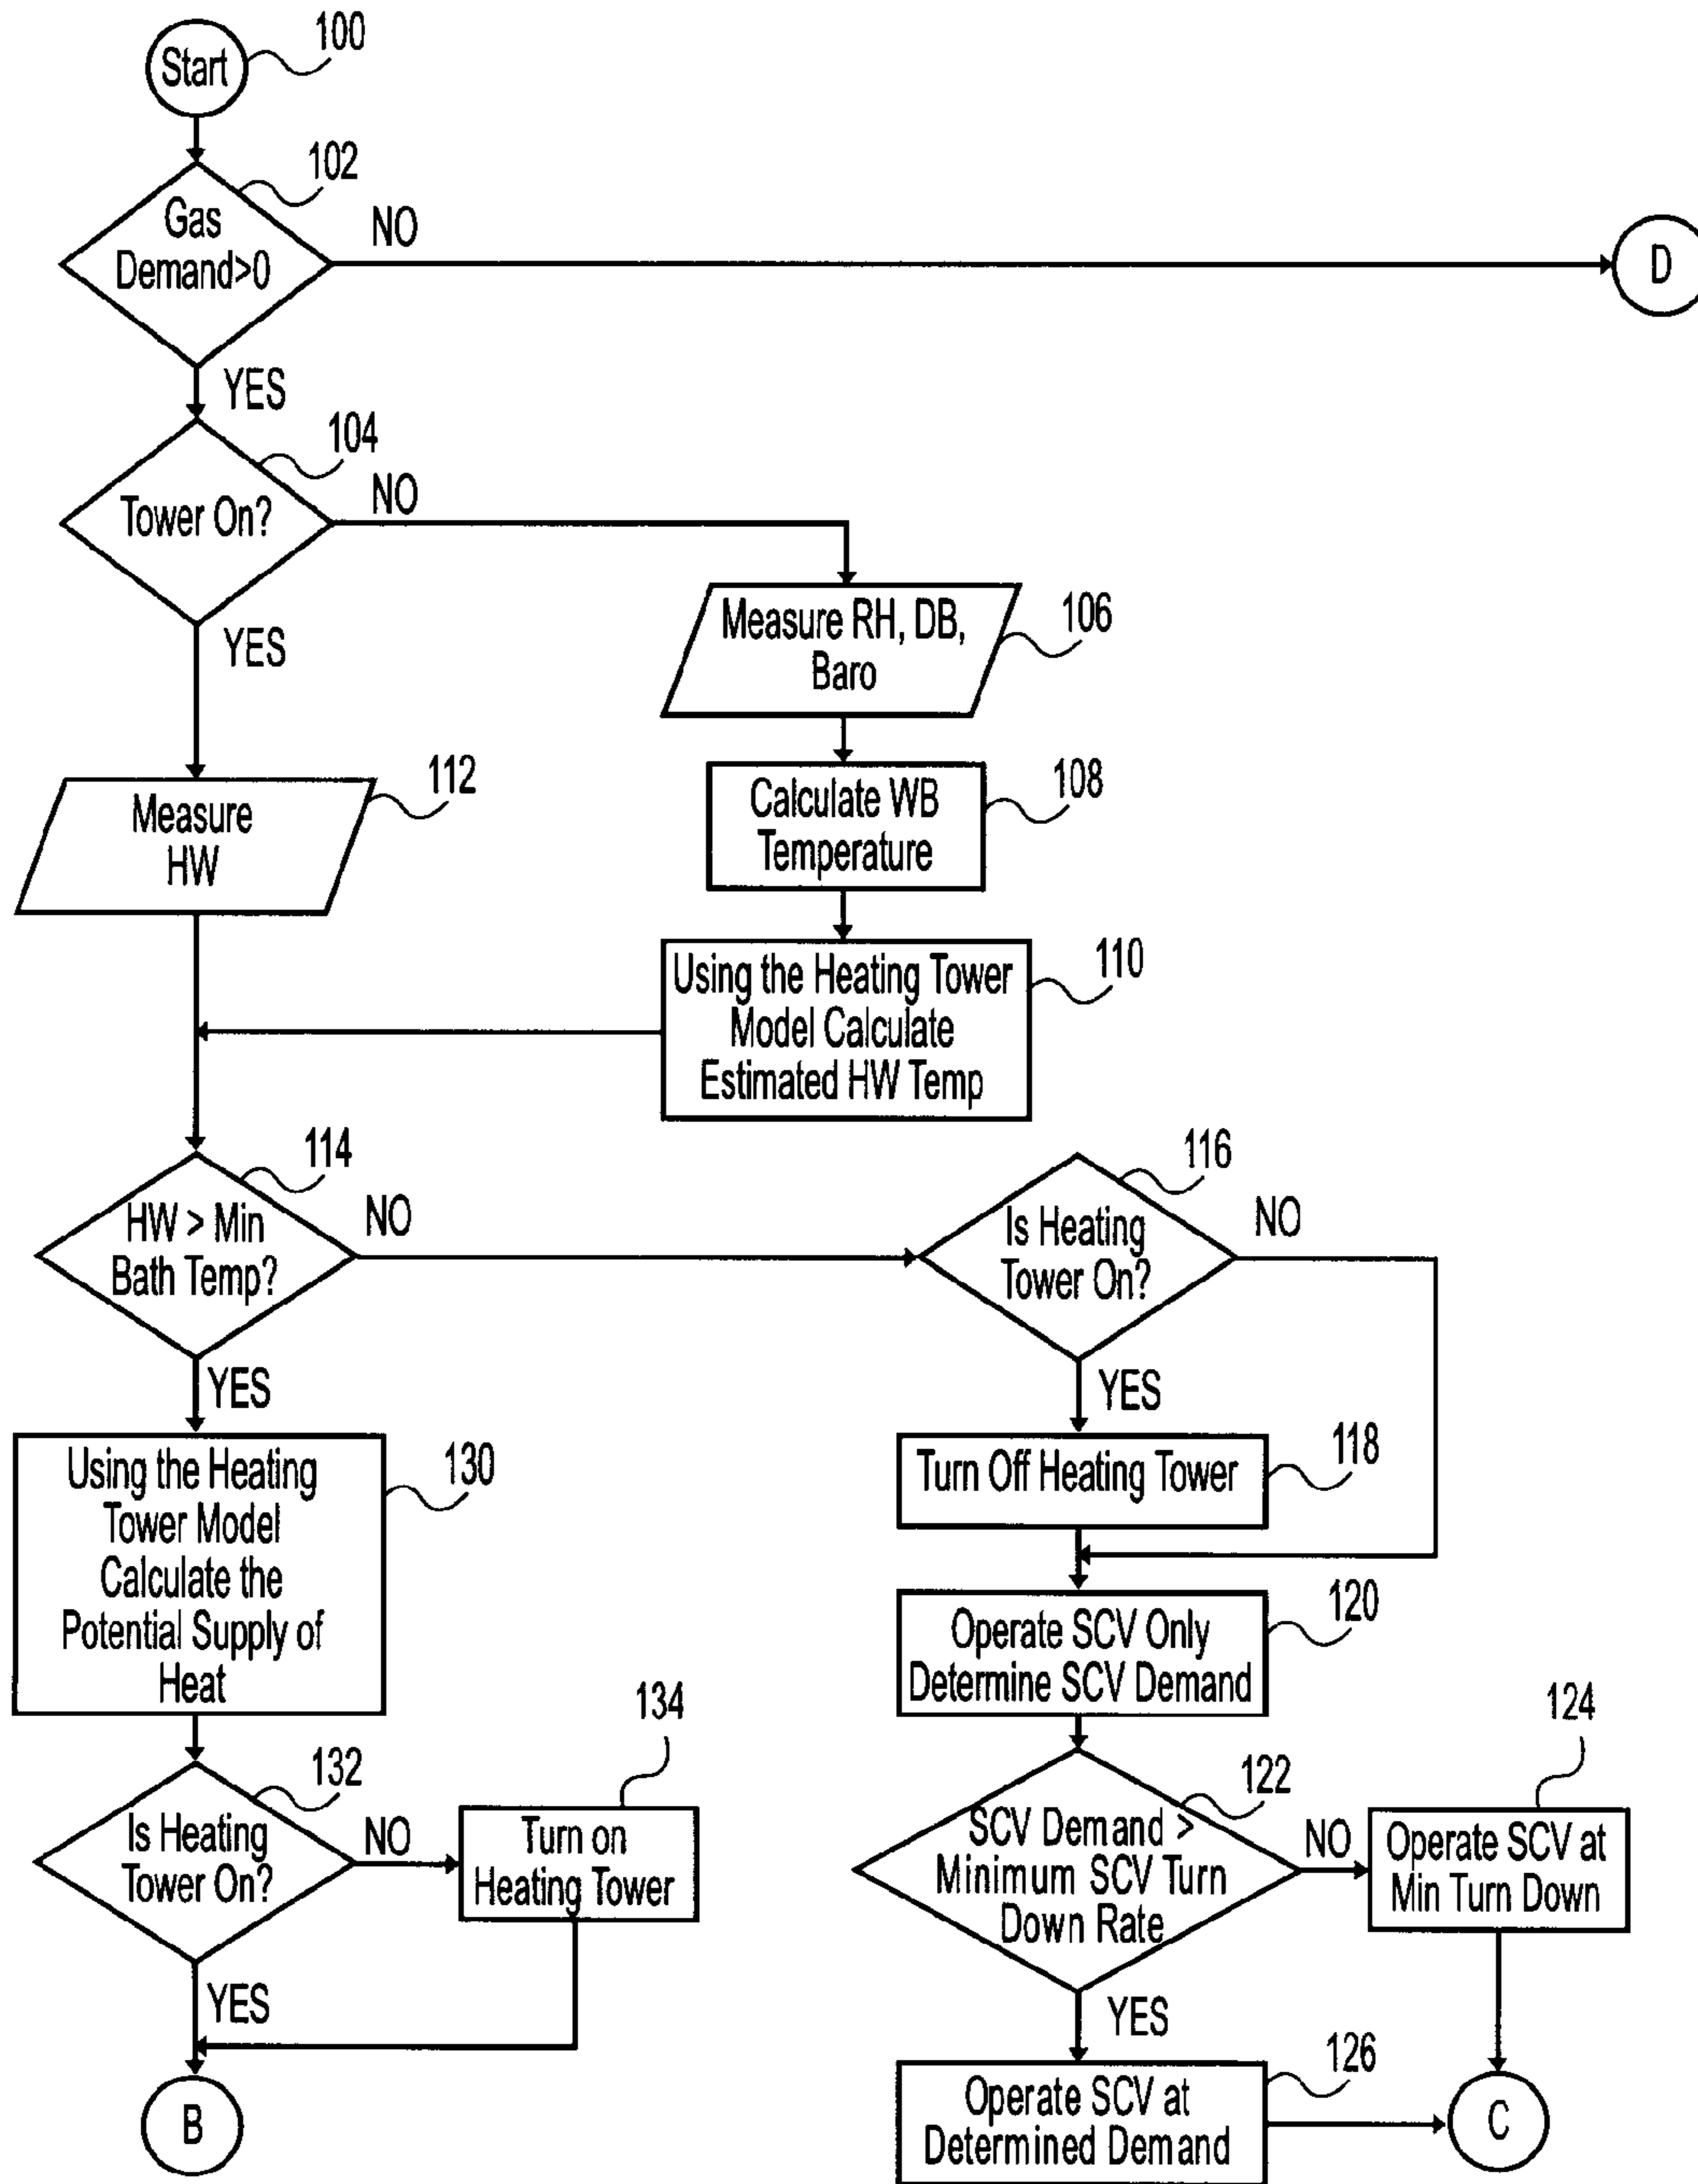 Start
100
102
Gas
Demand>0
NO
D
YES
104
Tower On?
NO
YES
Measure RH, DB,
Baro
106
112
Measure
HW
Calculate WB
Temperature
108
Using the Heating Tower
Model Calculate
Estimated HW Temp
110
114
HW > Min
Bath Temp?
NO
116
Is Heating
Tower On?
NO
YES
YES
Using the Heating
Tower Model
Calculate the
Potential Supply of
Heat
130
Turn Off Heating Tower
118
Operate SCV Only
Determine SCV Demand
120
132
Is Heating
Tower On?
NO
134
Turn on
Heating Tower
122
SCV Demand >
Minimum SCV Turn
Down Rate
NO
124
Operate SCV at
Min Turn Down
YES
YES
B
Operate SCV at
Determined Demand
126
C